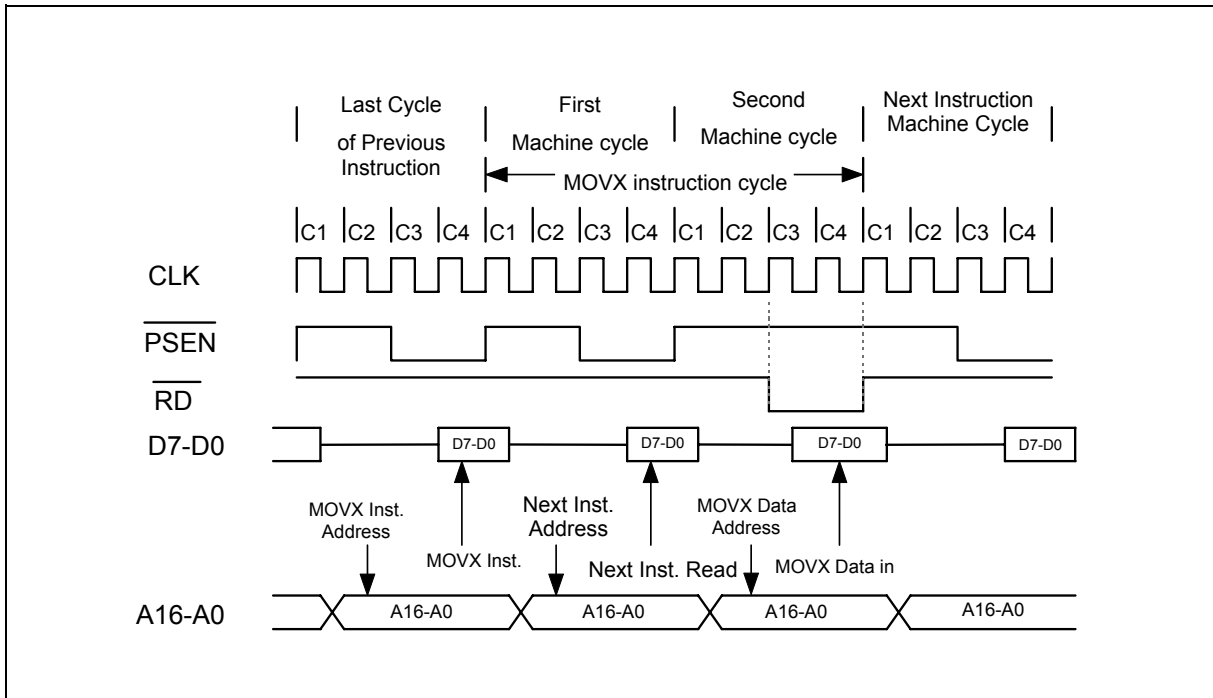 Last Cycle
of Previous
Instruction
First
Machine cycle
Second
Machine cycle
Next Instruction
Machine Cycle
MOVX instruction cycle
C1 C2 C3 C4 C1 C2 C3 C4 C1 C2 C3 C4 C1 C2 C3 C4
CLK
PSEN
RD
D7-D0
D7-D0
D7-D0
D7-D0
D7-D0
MOVX Inst.
Address
MOVX Inst.
Next Inst.
Address
Next Inst. Read
MOVX Data
Address
MOVX Data in
A16-A0
A16-A0
A16-A0
A16-A0
A16-A0